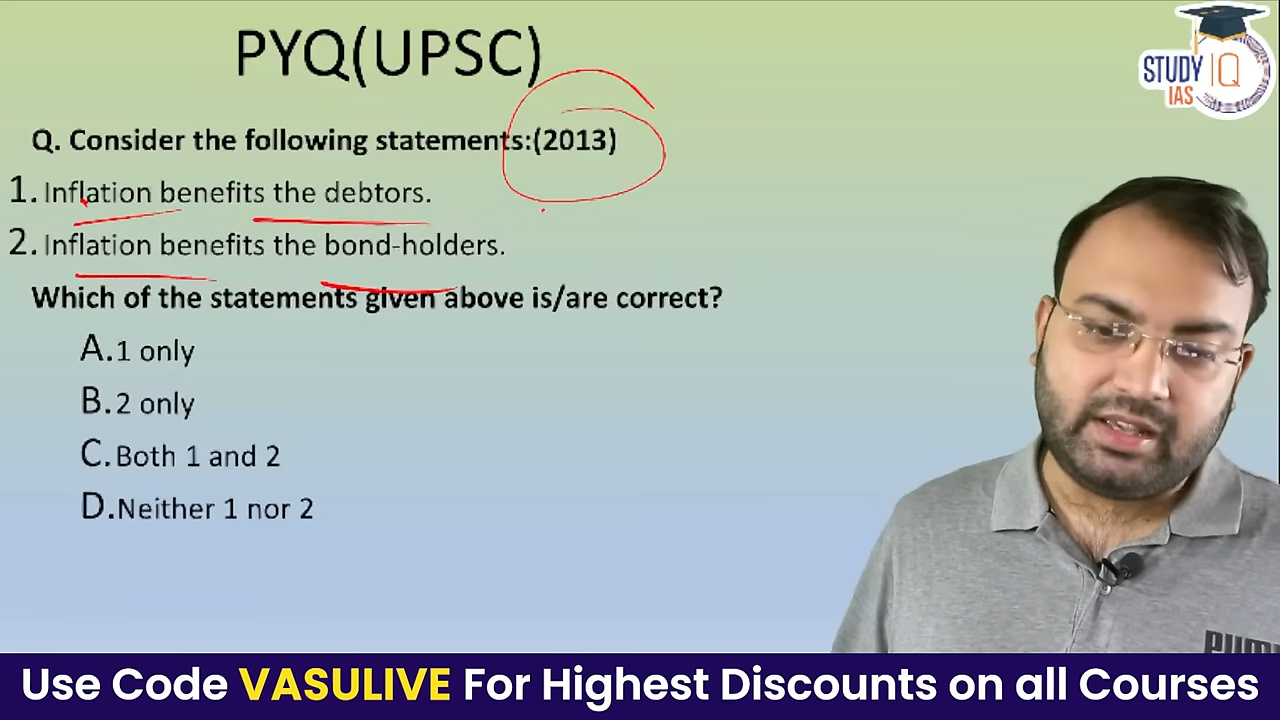 PYQ(UPSC)
STUDY IQ
IAS
Q. Consider the following statements:(2013)
1. Inflation benefits the debtors.
2. Inflation benefits the bond-holders.
Which of the statements given above is/are correct?
A. 1 only
B. 2 only
C. Both 1 and 2
D. Neither 1 nor 2
PUMA
Use Code VASULIVE For Highest Discounts on all Courses